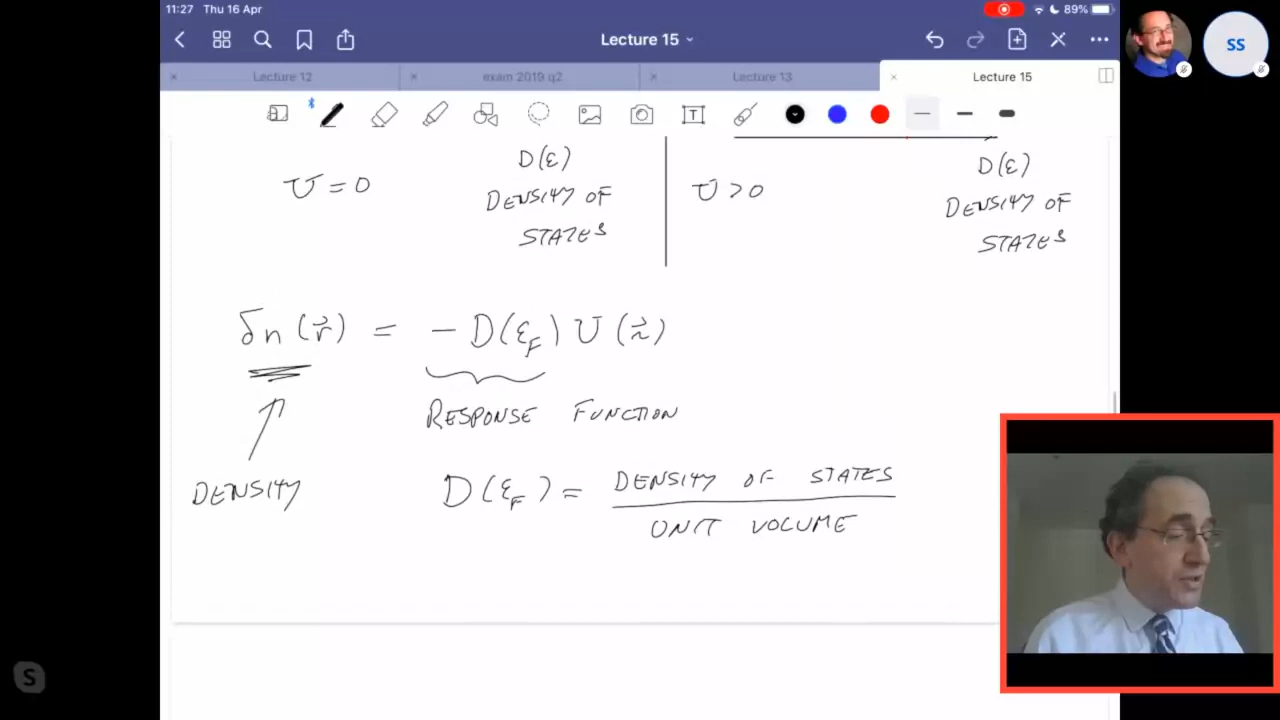 11:27 Thu 16 Apr
89%
Lecture 15
SS
Lecture 12
exam 2019 q2
Lecture 13
Lecture 15
T
D(ε)
U = 0
DENSITY OF
STATES
U > 0
D(ε)
DENSITY OF
STATES
δn(r⃗) = - D(ε_F) U(r⃗)
RESPONSE FUNCTION
DENSITY
D(ε_F) = DENSITY OF STATES
UNIT VOLUME